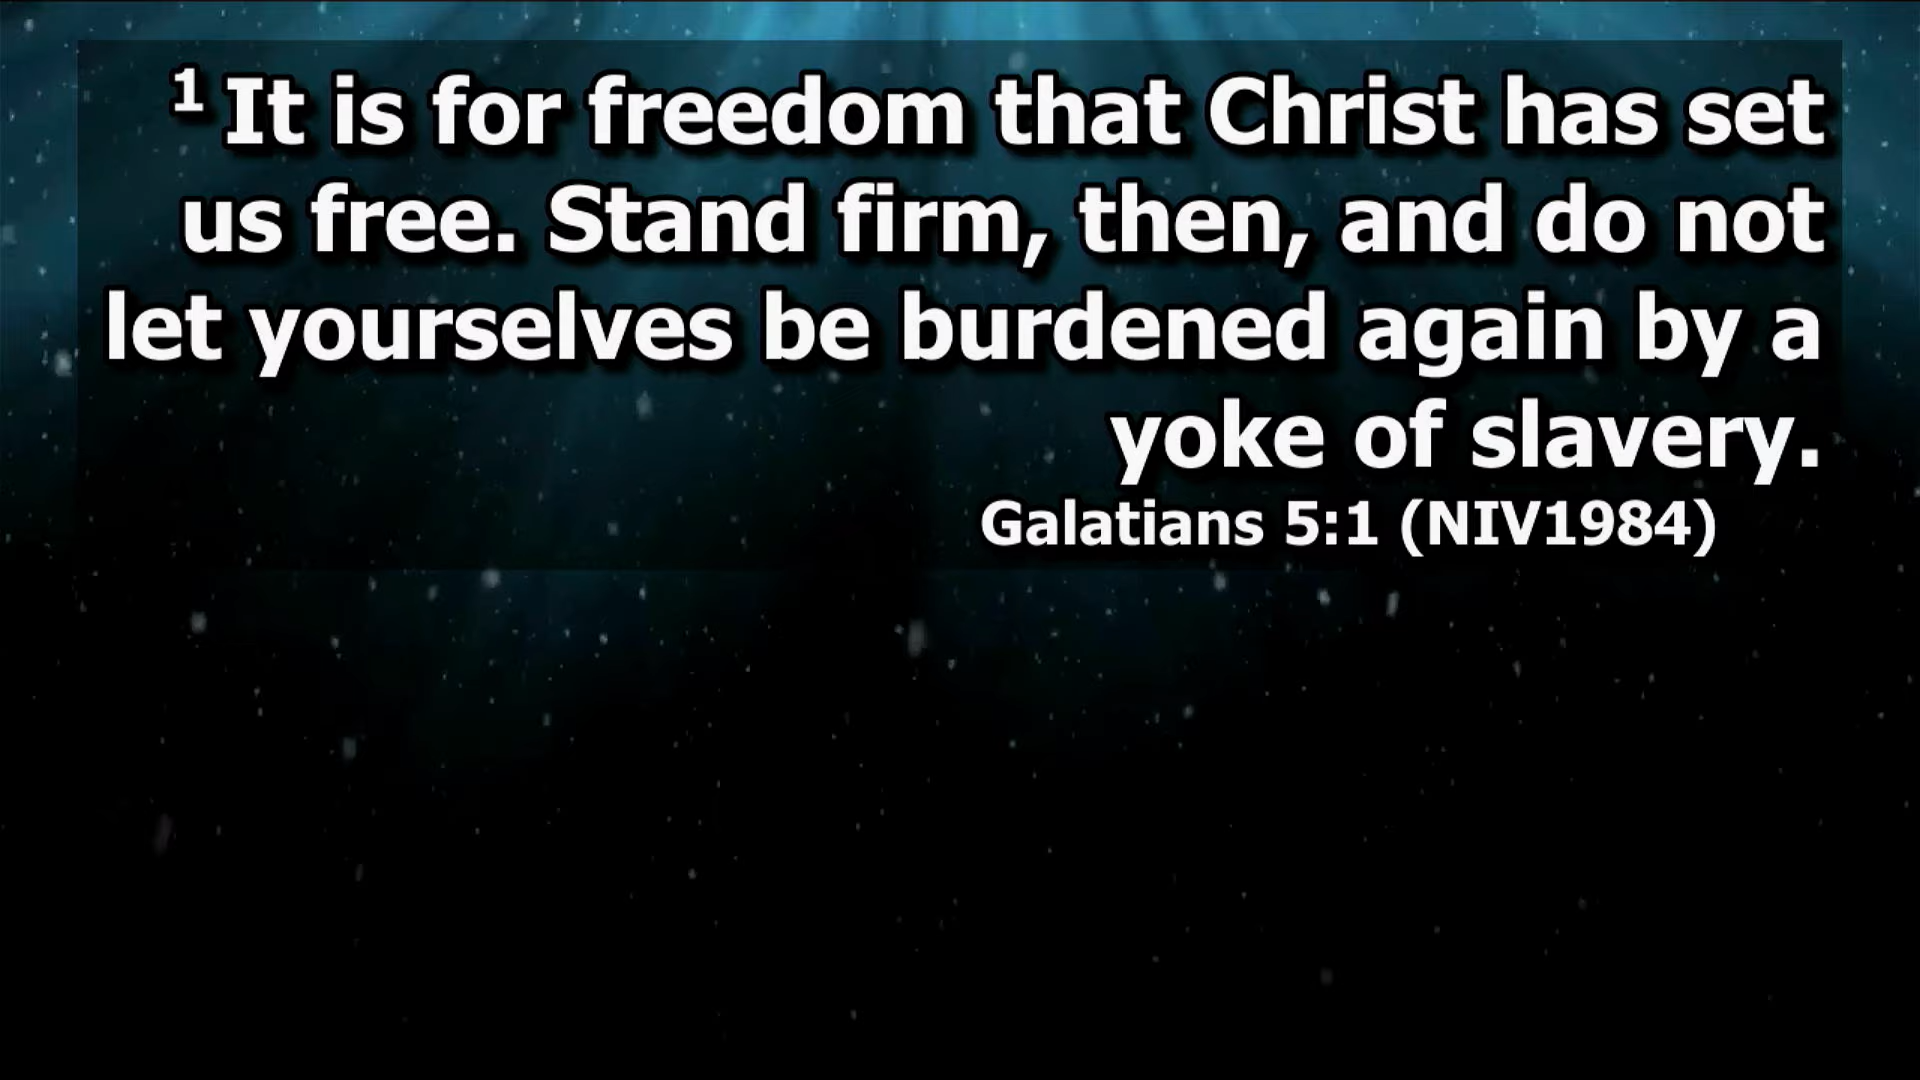 1 It is for freedom that Christ has set
us free. Stand firm, then, and do not
let yourselves be burdened again by a
yoke of slavery.
Galatians 5:1 (NIV1984)